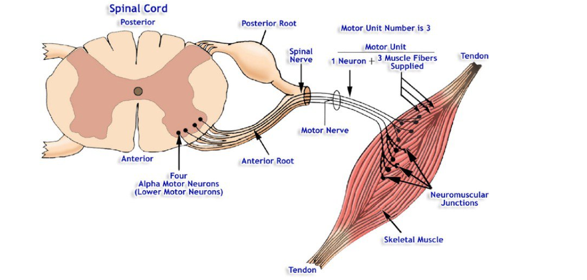 Spinal Cord
Posterior
Posterior Root
Motor Unit Number is 3
Motor Unit
1 Neuron + 3 Muscle Fibers
Supplied
Tendon
Spinal
Nerve
Motor Nerve
Anterior
Anterior Root
Four
Alpha Motor Neurons
(Lower Motor Neurons)
Neuromuscular
Junctions
Skeletal Muscle
Tendon